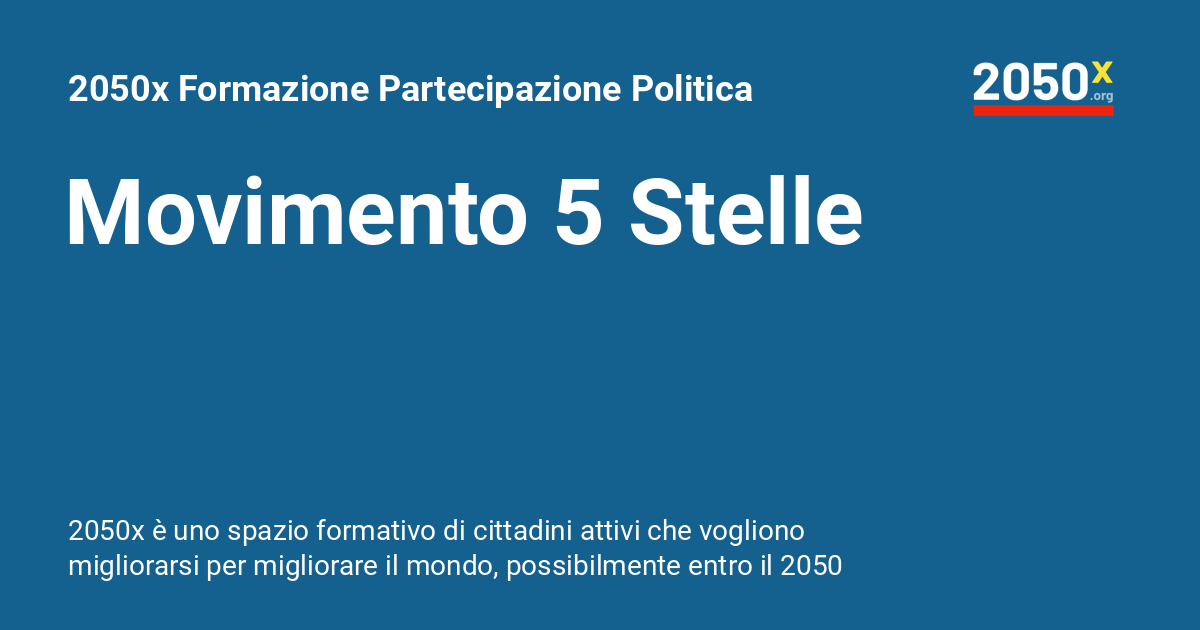 2050x Formazione Partecipazione Politica
2050x
.org
Movimento 5 Stelle
2050x è uno spazio formativo di cittadini attivi che vogliono
migliorarsi per migliorare il mondo, possibilmente entro il 2050